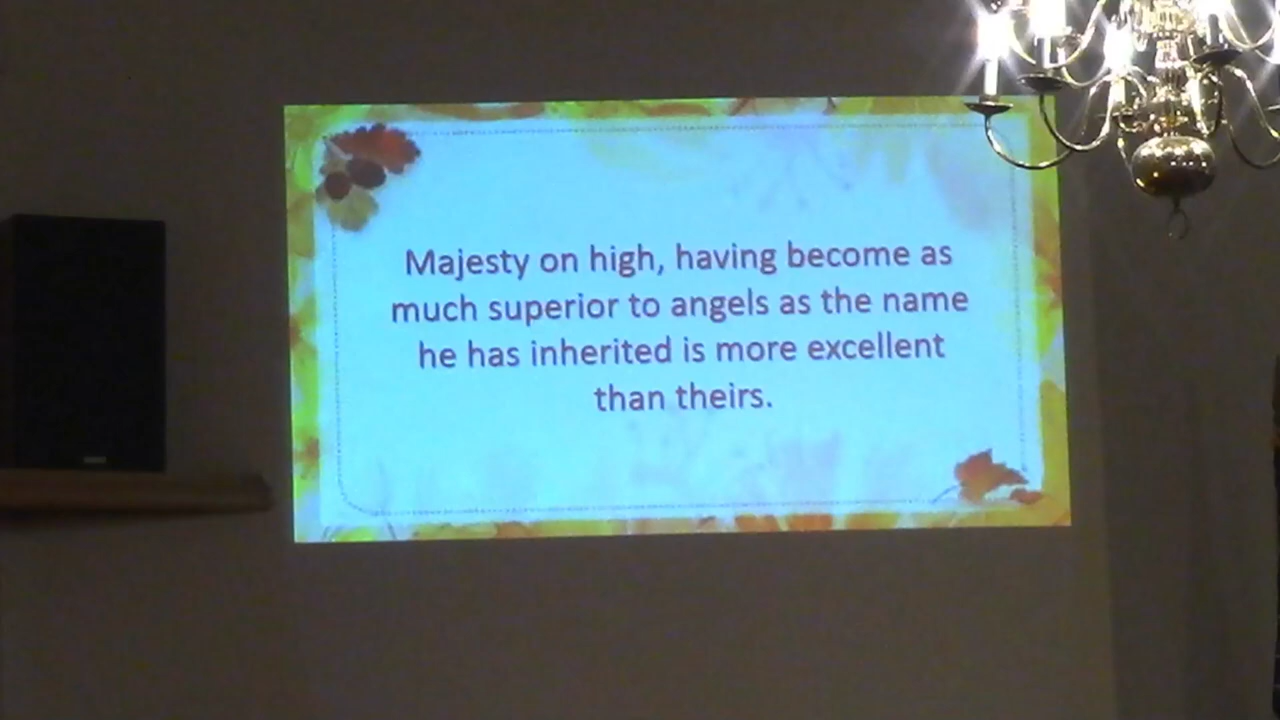 Majesty on high, having become as
much superior to angels as the name
he has inherited is more excellent
than theirs.